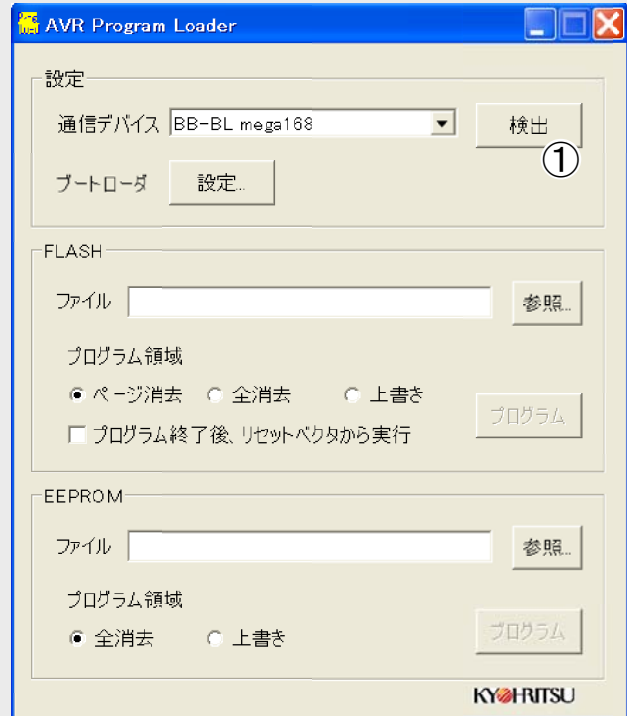 AVR Program Loader
設定
通信デバイス BB-BL mega168 検出
①
ブートローダ 設定...
FLASH
ファイル 参照...
プログラム領域
ページ消去 全消去 上書き
プログラム
プログラム終了後、リセットベクタから実行
EEPROM
ファイル 参照...
プログラム領域
全消去 上書き プログラム
KYOHRITSU